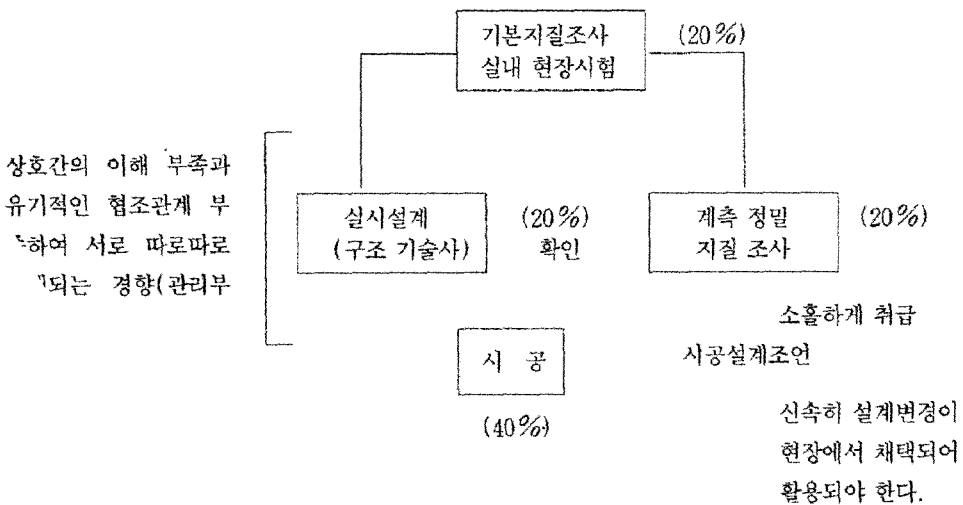 기본지질조사 (20%)
실내 현장시험
상호간의 이해 부족과
유기적인 협조관계 부
하여 서로 따로따로
되는 경향(관리부
실시설계 (20%)
(구조 기술사) 확인
계측 정밀 (20%)
지질 조사
소홀하게 취급
시공설계조언
시 공
(40%)
신속히 설계변경이
현장에서 채택되어
활용되야 한다.